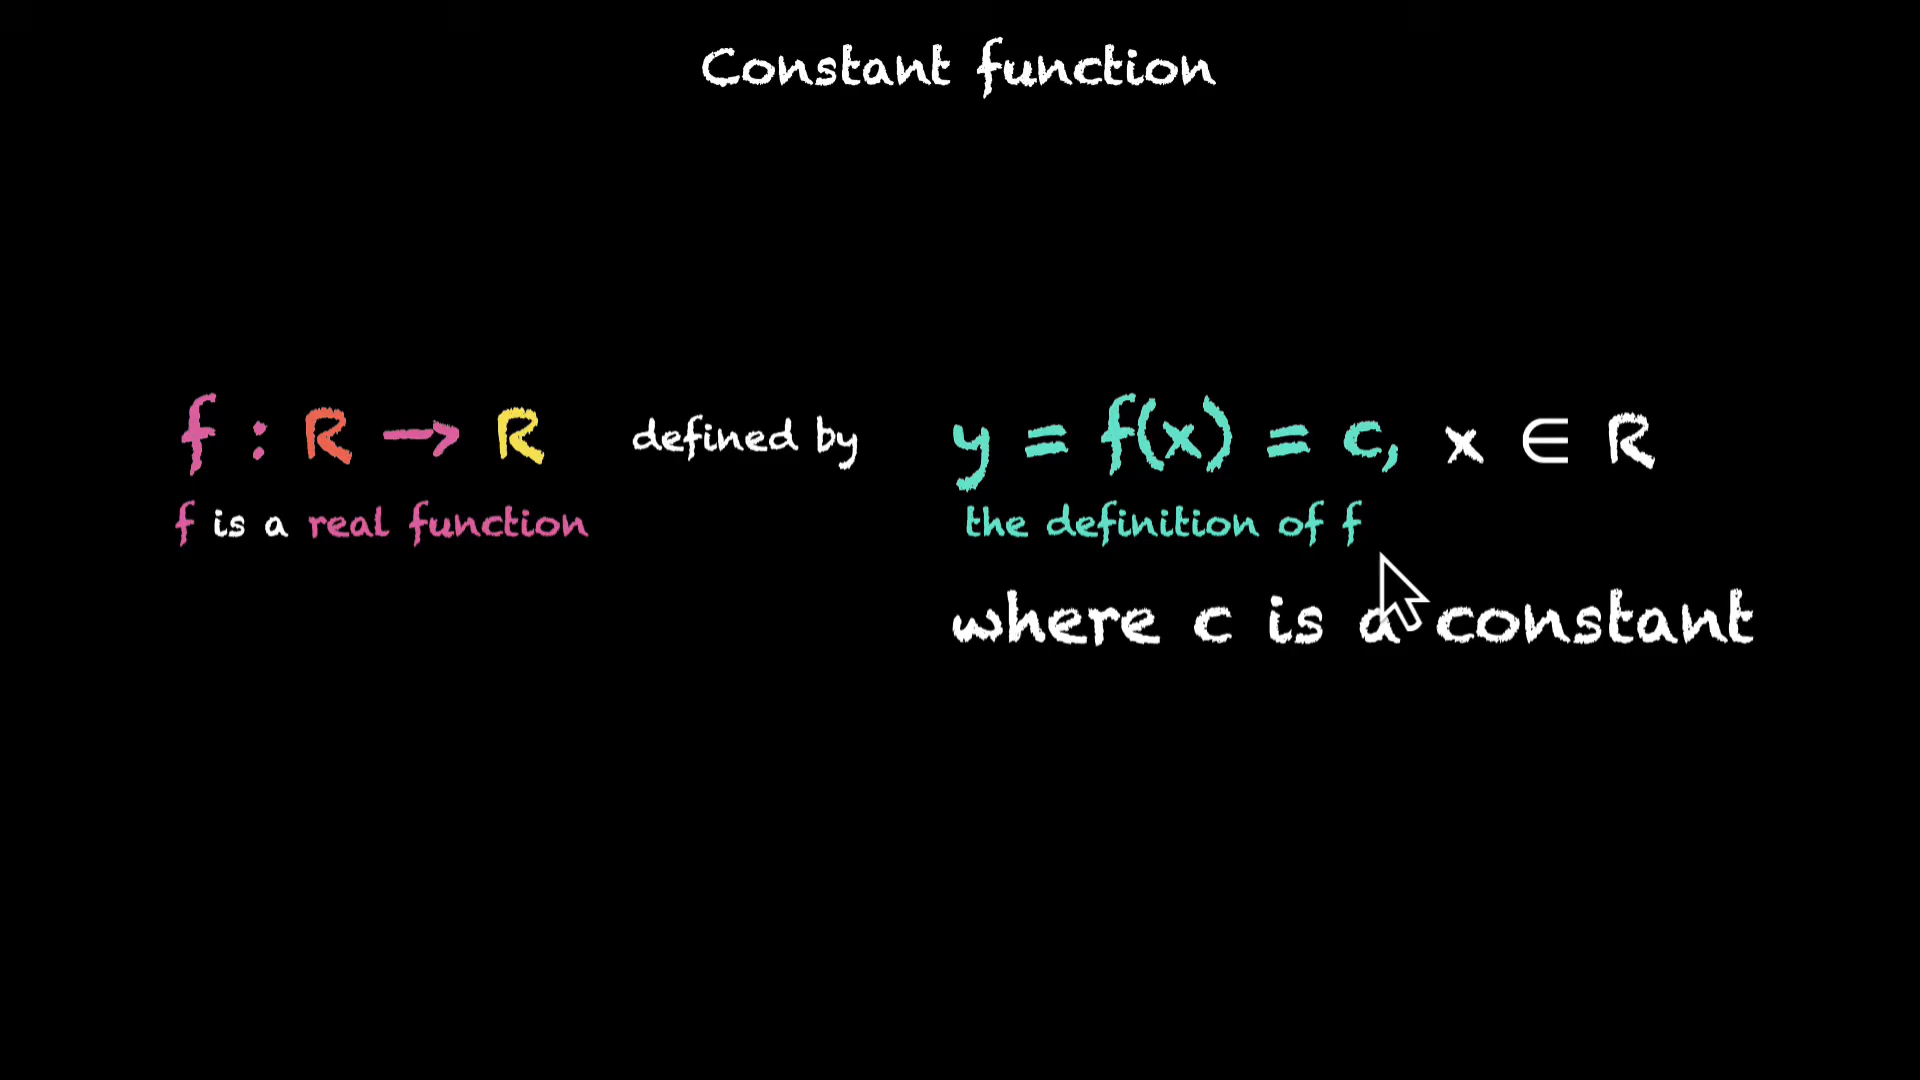 Constant function
f : R → R defined by y = f(x) = c, x ∈ R
f is a real function the definition of f
where c is a constant